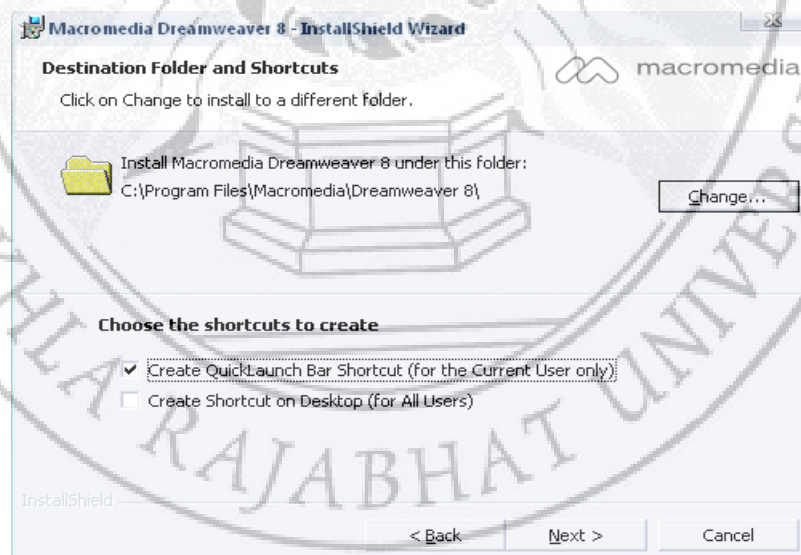 Macromedia Dreamweaver 8 - InstallShield Wizard
Destination Folder and Shortcuts
macromedia
Click on Change to install to a different folder.
Install Macromedia Dreamweaver 8 under this folder:
C:\Program Files\Macromedia\Dreamweaver 8\
Change...
Choose the shortcuts to create
Create QuickLaunch Bar Shortcut (for the Current User only)
Create Shortcut on Desktop (for All Users)
InstallShield
< Back
Next >
Cancel
HLA RAJABHAT UNIVERS